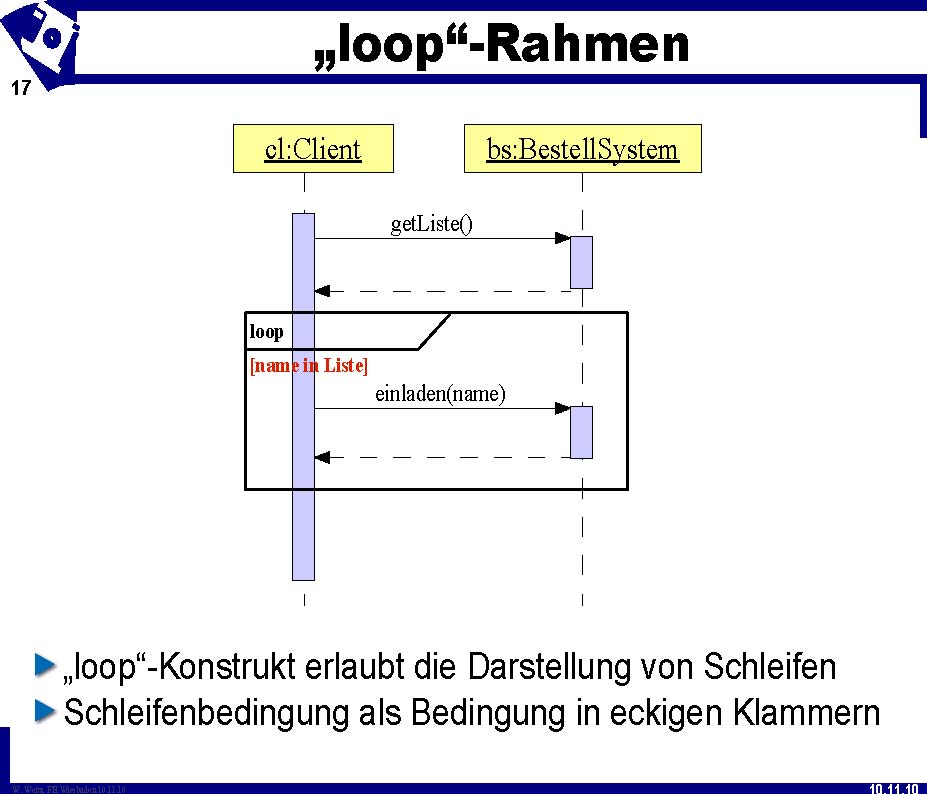 „loop“-Rahmen
17
cl:Client
bs:BestellSystem
getListe()
loop
[name in Liste]
einladen(name)
„loop“-Konstrukt erlaubt die Darstellung von Schleifen
Schleifenbedingung als Bedingung in eckigen Klammern
W. Weitz, FH Wiesbaden 10.11.10
10.11.10